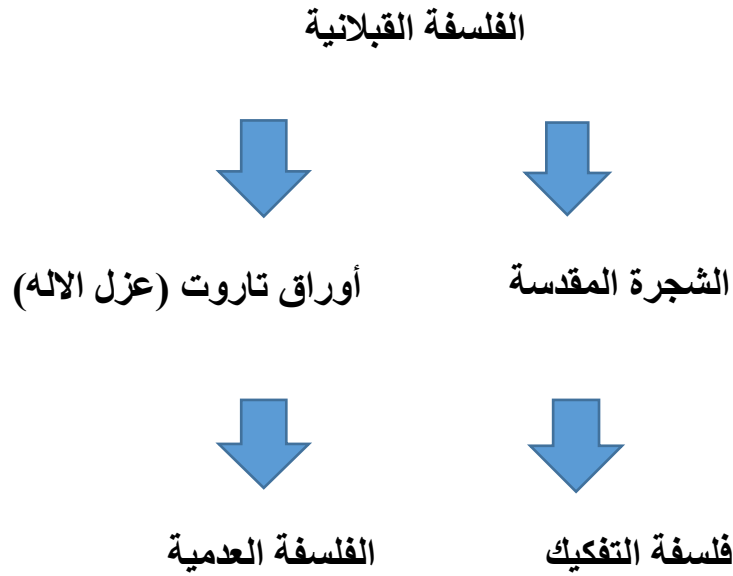 الفلسفة القبلانية
الشجرة المقدسة
أوراق تاروت (عزل الاله)
فلسفة التفكيك
الفلسفة العدمية